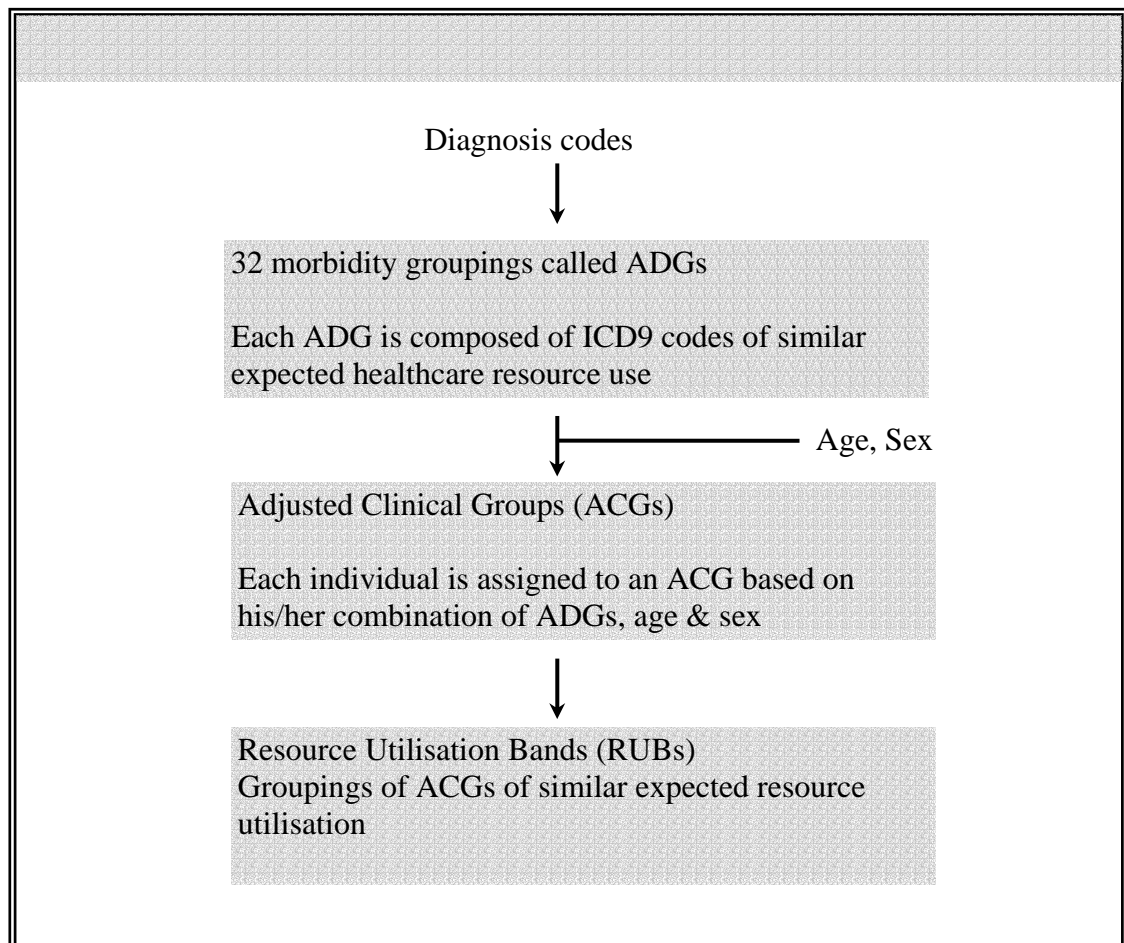 Diagnosis codes
32 morbidity groupings called ADGs
Each ADG is composed of ICD9 codes of similar
expected healthcare resource use
Age, Sex
Adjusted Clinical Groups (ACGs)
Each individual is assigned to an ACG based on
his/her combination of ADGs, age & sex
Resource Utilisation Bands (RUBs)
Groupings of ACGs of similar expected resource
utilisation